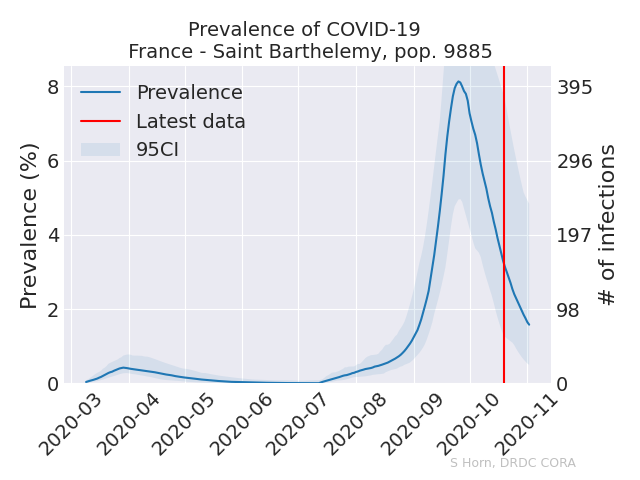 Prevalence of COVID-19
France - Saint Barthelemy, pop. 9885
Prevalence
Latest data
95CI
Prevalence (%)
8
6
4
2
0
395
296
197
98
0
# of infections
2020-03
2020-04
2020-05
2020-06
2020-07
2020-08
2020-09
2020-10
2020-11
S Horn, DRDC CORA